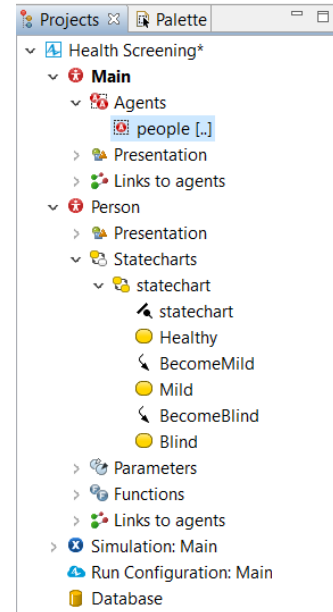 Projects Palette
Health Screening*
Main
Agents
people [..]
Presentation
Links to agents
Person
Presentation
Statecharts
statechart
statechart
Healthy
BecomeMild
Mild
BecomeBlind
Blind
Parameters
Functions
Links to agents
Simulation: Main
Run Configuration: Main
Database